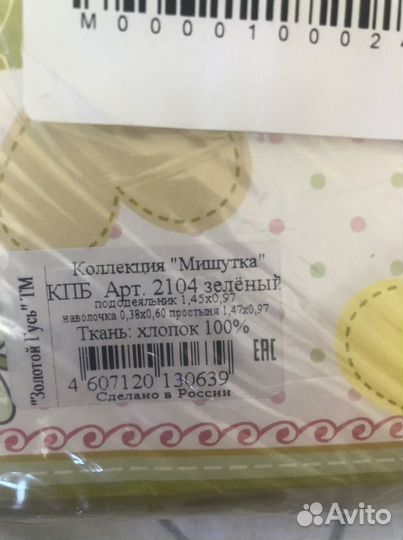 M000010002
Коллекция "Мишутка"
КПБ Арт. 2104 зелёный
пододеяльник 1,45х0,97
наволочка 0,38х0,60 простыня 1,47х0,97
Ткань: хлопок 100%
"Золотой Гусь" ТМ
EAC
4 607120 130639
Сделано в России
Avito